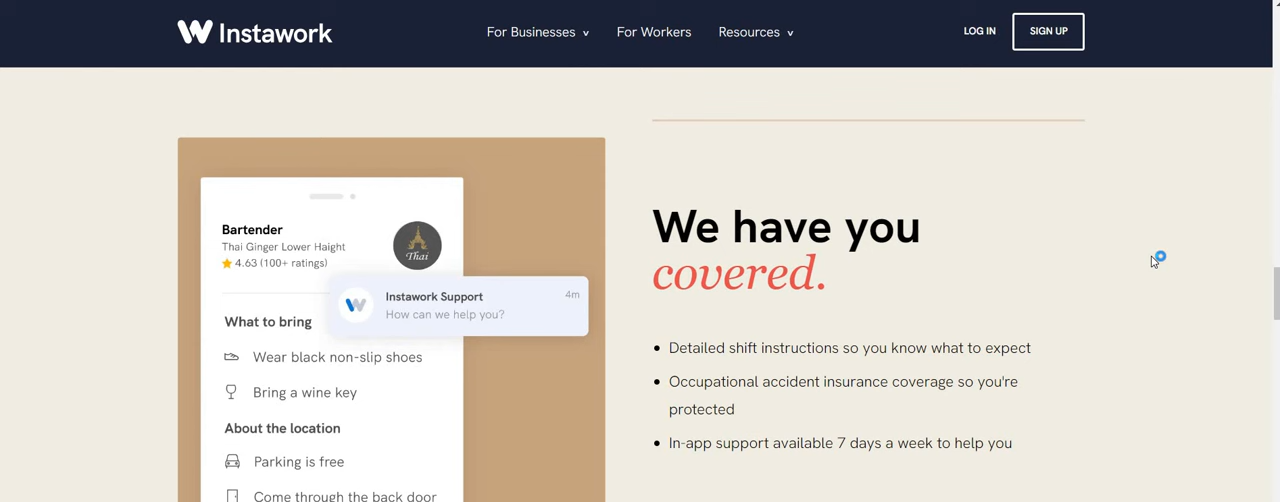 Instawork
For Businesses
For Workers
Resources
LOG IN
SIGN UP
Bartender
Thai Ginger Lower Haight
4.63 (100+ ratings)
Thai
Instawork Support
4m
How can we help you?
What to bring
Wear black non-slip shoes
Bring a wine key
About the location
Parking is free
Come through the back door
We have you
covered.
• Detailed shift instructions so you know what to expect
• Occupational accident insurance coverage so you're
protected
• In-app support available 7 days a week to help you